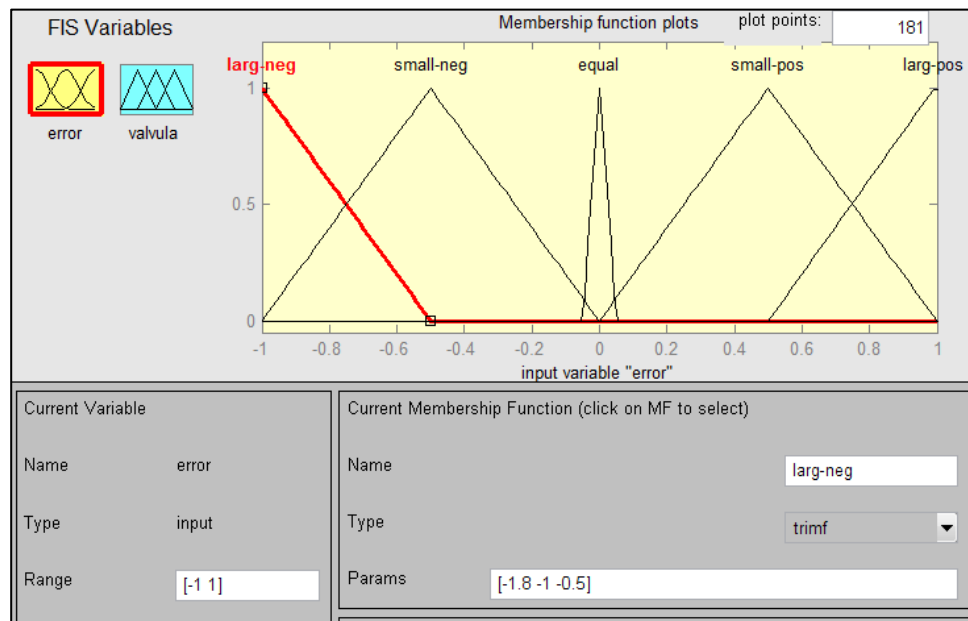 FIS Variables
Membership function plots
plot points:
181
larg-neg
small-neg
equal
small-pos
larg-pos
error
valvula
1
0.5
0
-1
-0.8
-0.6
-0.4
-0.2
0
0.2
0.4
0.6
0.8
1
input variable "error"
Current Variable
Name
error
Type
input
Range
[-1 1]
Current Membership Function (click on MF to select)
Name
larg-neg
Type
trimf
Params
[-1.8 -1 -0.5]